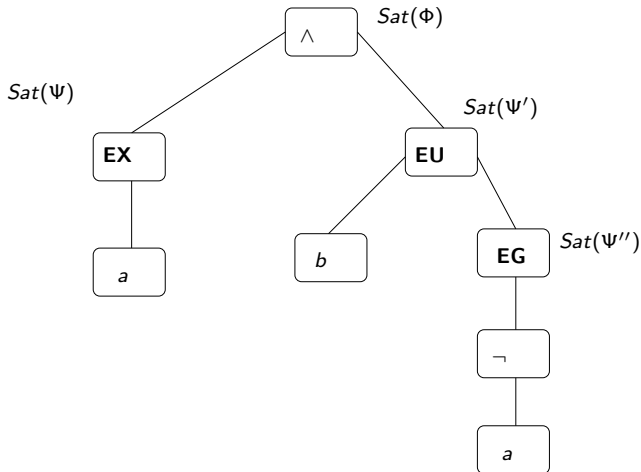 ∧ Sat(Φ)
Sat(Ψ)
Sat(Ψ′)
EX
EU
a
b
EG
Sat(Ψ′′)
¬
a